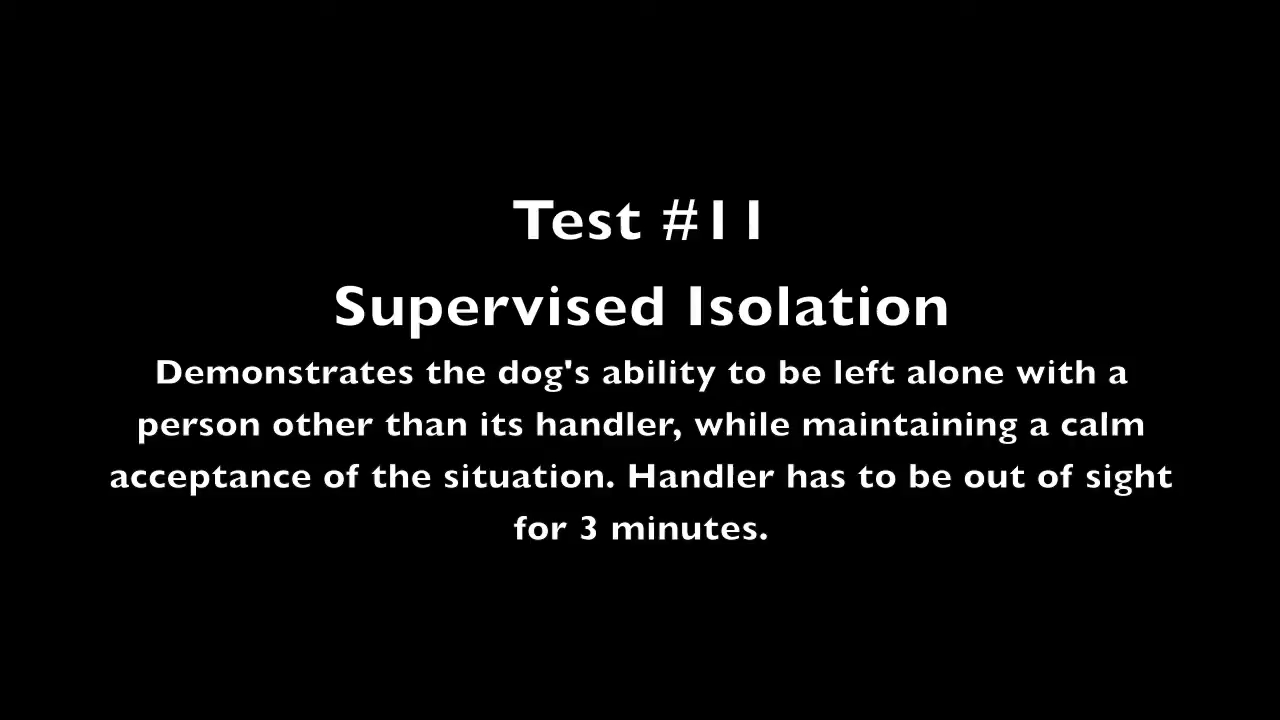 Test #11
Supervised Isolation
Demonstrates the dog's ability to be left alone with a
person other than its handler, while maintaining a calm
acceptance of the situation. Handler has to be out of sight
for 3 minutes.